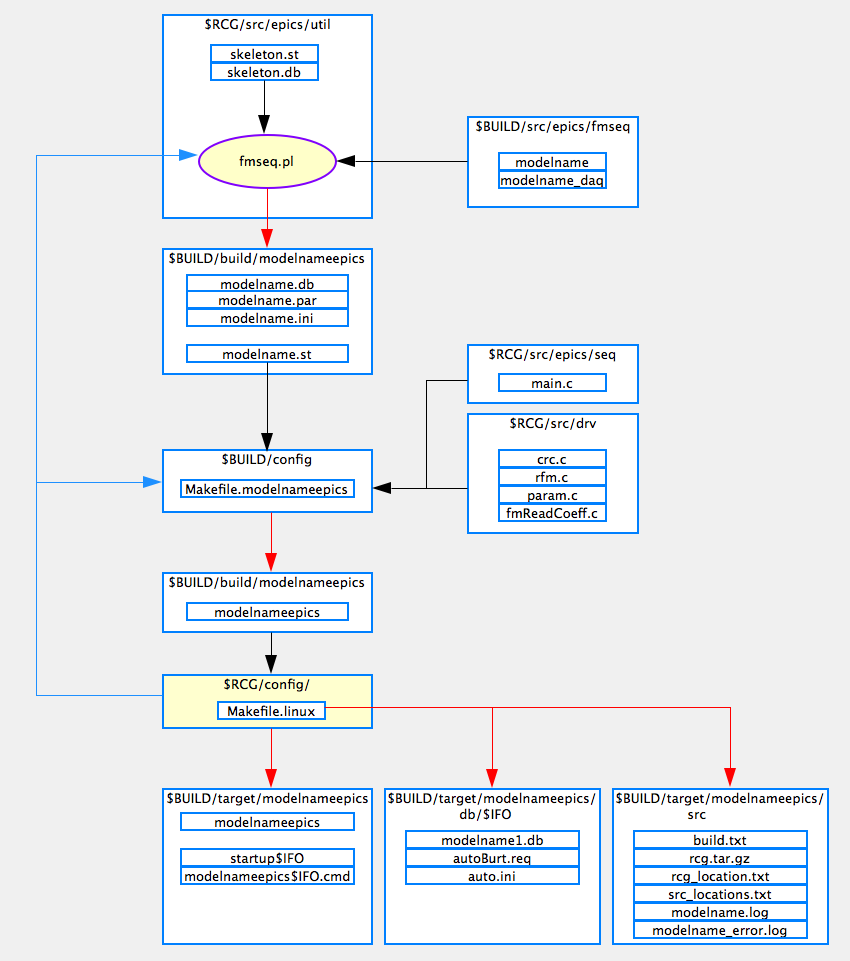 $RCG/src/epics/util
skeleton.st
skeleton.db
fmseq.pl
$BUILD/src/epics/fmseq
modelname
modelname_daq
$BUILD/build/modelnameepics
modelname.db
modelname.par
modelname.ini
modelname.st
$RCG/src/epics/seq
main.c
$RCG/src/drv
crc.c
rfm.c
param.c
fmReadCoeff.c
$BUILD/config
Makefile.modelnameepics
$BUILD/build/modelnameepics
modelnameepics
$RCG/config/
Makefile.linux
$BUILD/target/modelnameepics
modelnameepics
startup$IFO
modelnameepics$IFO.cmd
$BUILD/target/modelnameepics/
db/$IFO
modelname1.db
autoBurt.req
auto.ini
$BUILD/target/modelnameepics/
src
build.txt
rcg.tar.gz
rcg_location.txt
src_locations.txt
modelname.log
modelname_error.log